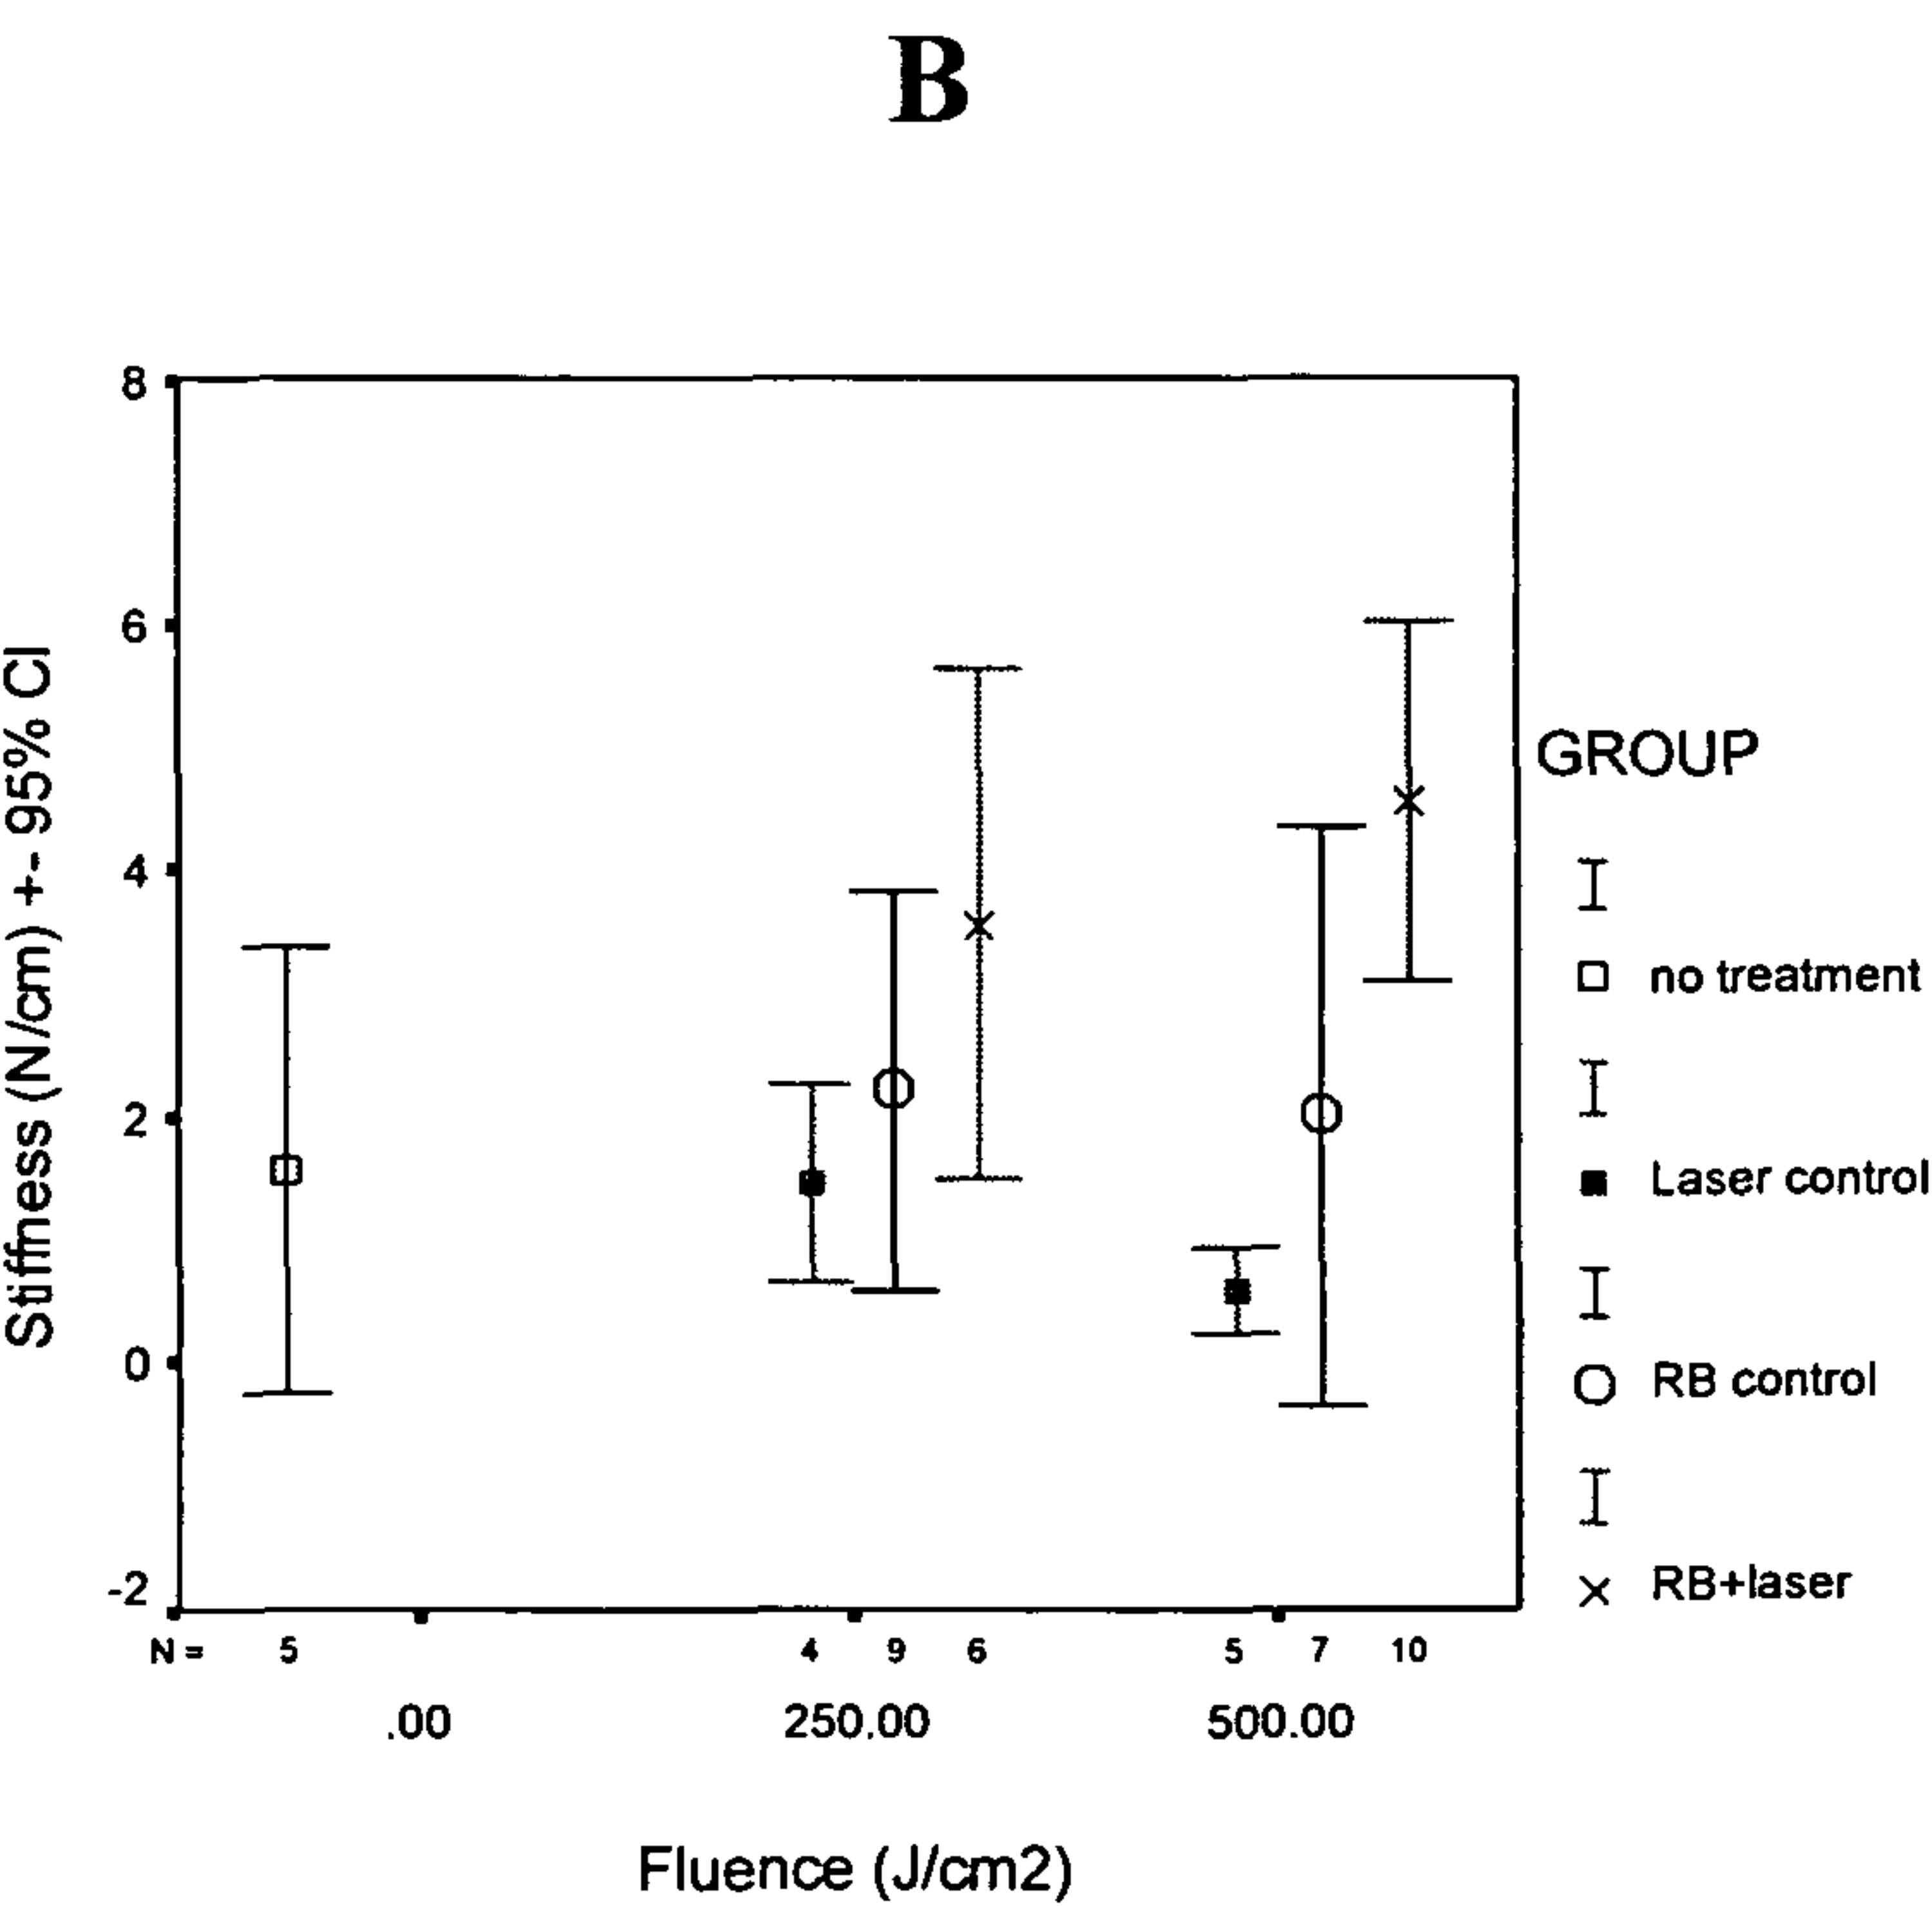 B
8
6
4
2
0
-2
Stiffness (N/cm) +- 95% CI
N = 5 4 9 6 5 7 10
.00 250.00 500.00
Fluence (J/cm2)
GROUP
no treatment
Laser control
RB control
RB+laser